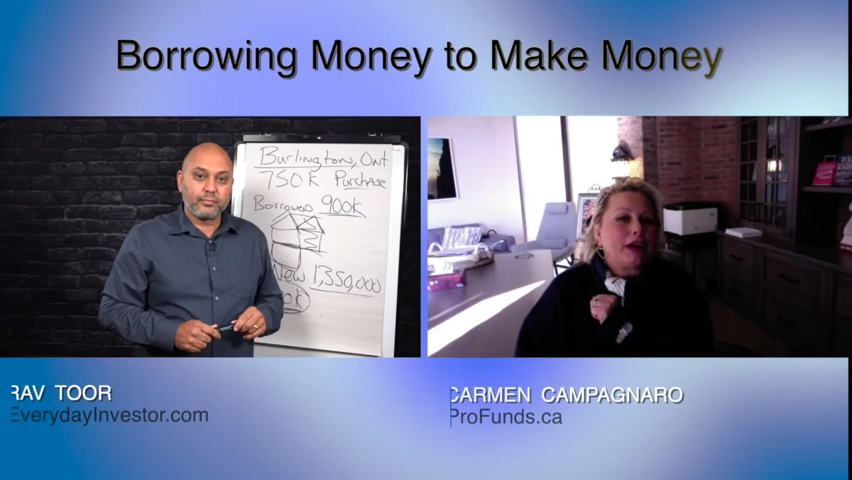 Borrowing Money to Make Money
Burlington, Ont
750k Purchase
Borrowed 900k
New 1,350,000
RAV TOOR
EverydayInvestor.com
CARMEN CAMPAGNARO
ProFunds.ca